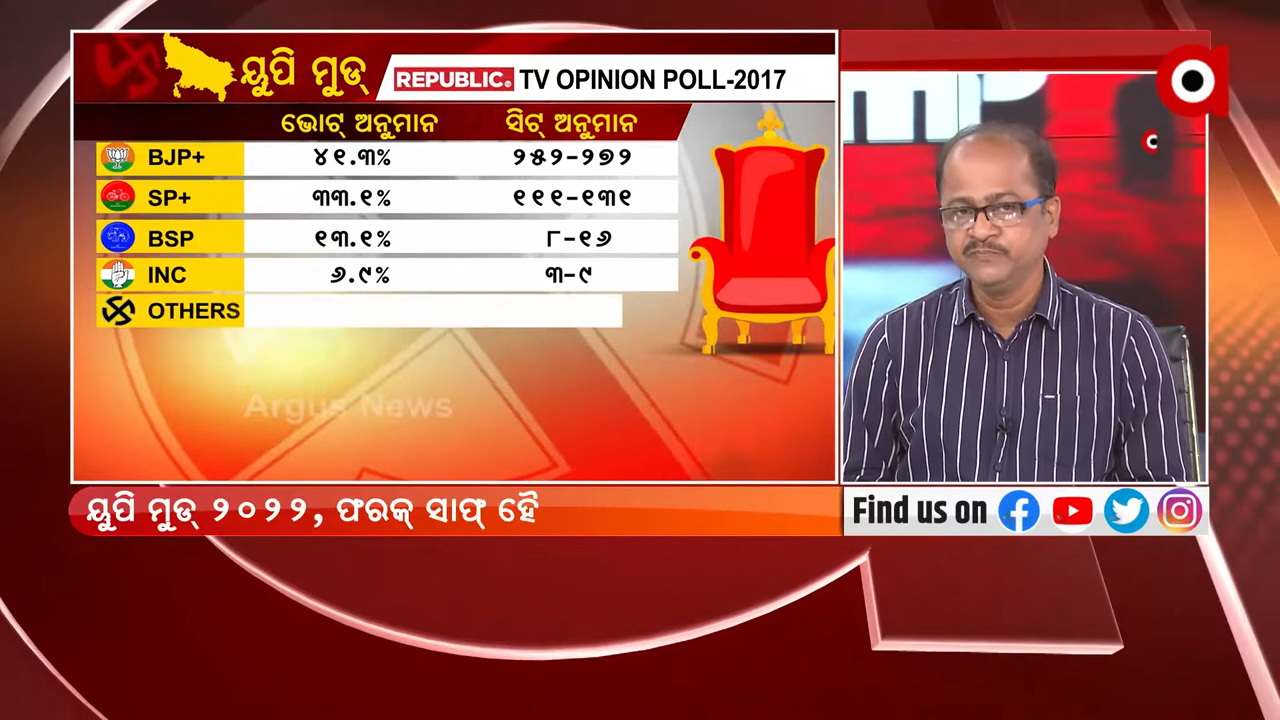 ୟୁପି ମୁଡ୍
REPUBLIC. TV OPINION POLL-2017
ଭୋଟ୍ ଅନୁମାନ ସିଟ୍ ଅନୁମାନ
BJP+ ୪୧.୩% ୨୫୨-୨୭୨
SP+ ୩୩.୧% ୧୧୧-୧୩୧
BSP ୧୩.୧% ୮-୧୬
INC ୬.୯% ୩-୯
OTHERS
Argus News
ୟୁପି ମୁଡ୍ ୨୦୨୨, ଫରକ୍ ସାଫ୍ ହୈ
Find us on